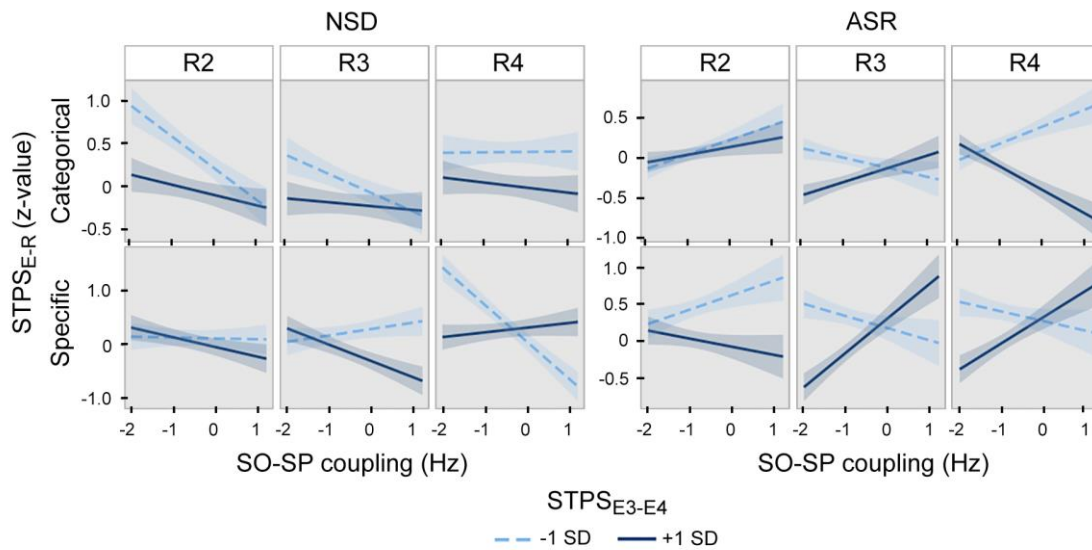 NSD ASR
R2 R3 R4 R2 R3 R4
STPSE-R (z-value)
Categorical
1.0
0.5
0
-0.5
0.5
0
-0.5
-1.0
Specific
1.0
0
-1.0
1.0
0.5
0
-0.5
-2 -1 0 1 -2 -1 0 1 -2 -1 0 1 -2 -1 0 1 -2 -1 0 1 -2 -1 0 1
SO-SP coupling (Hz) SO-SP coupling (Hz)
STPSE3-E4
-1 SD +1 SD